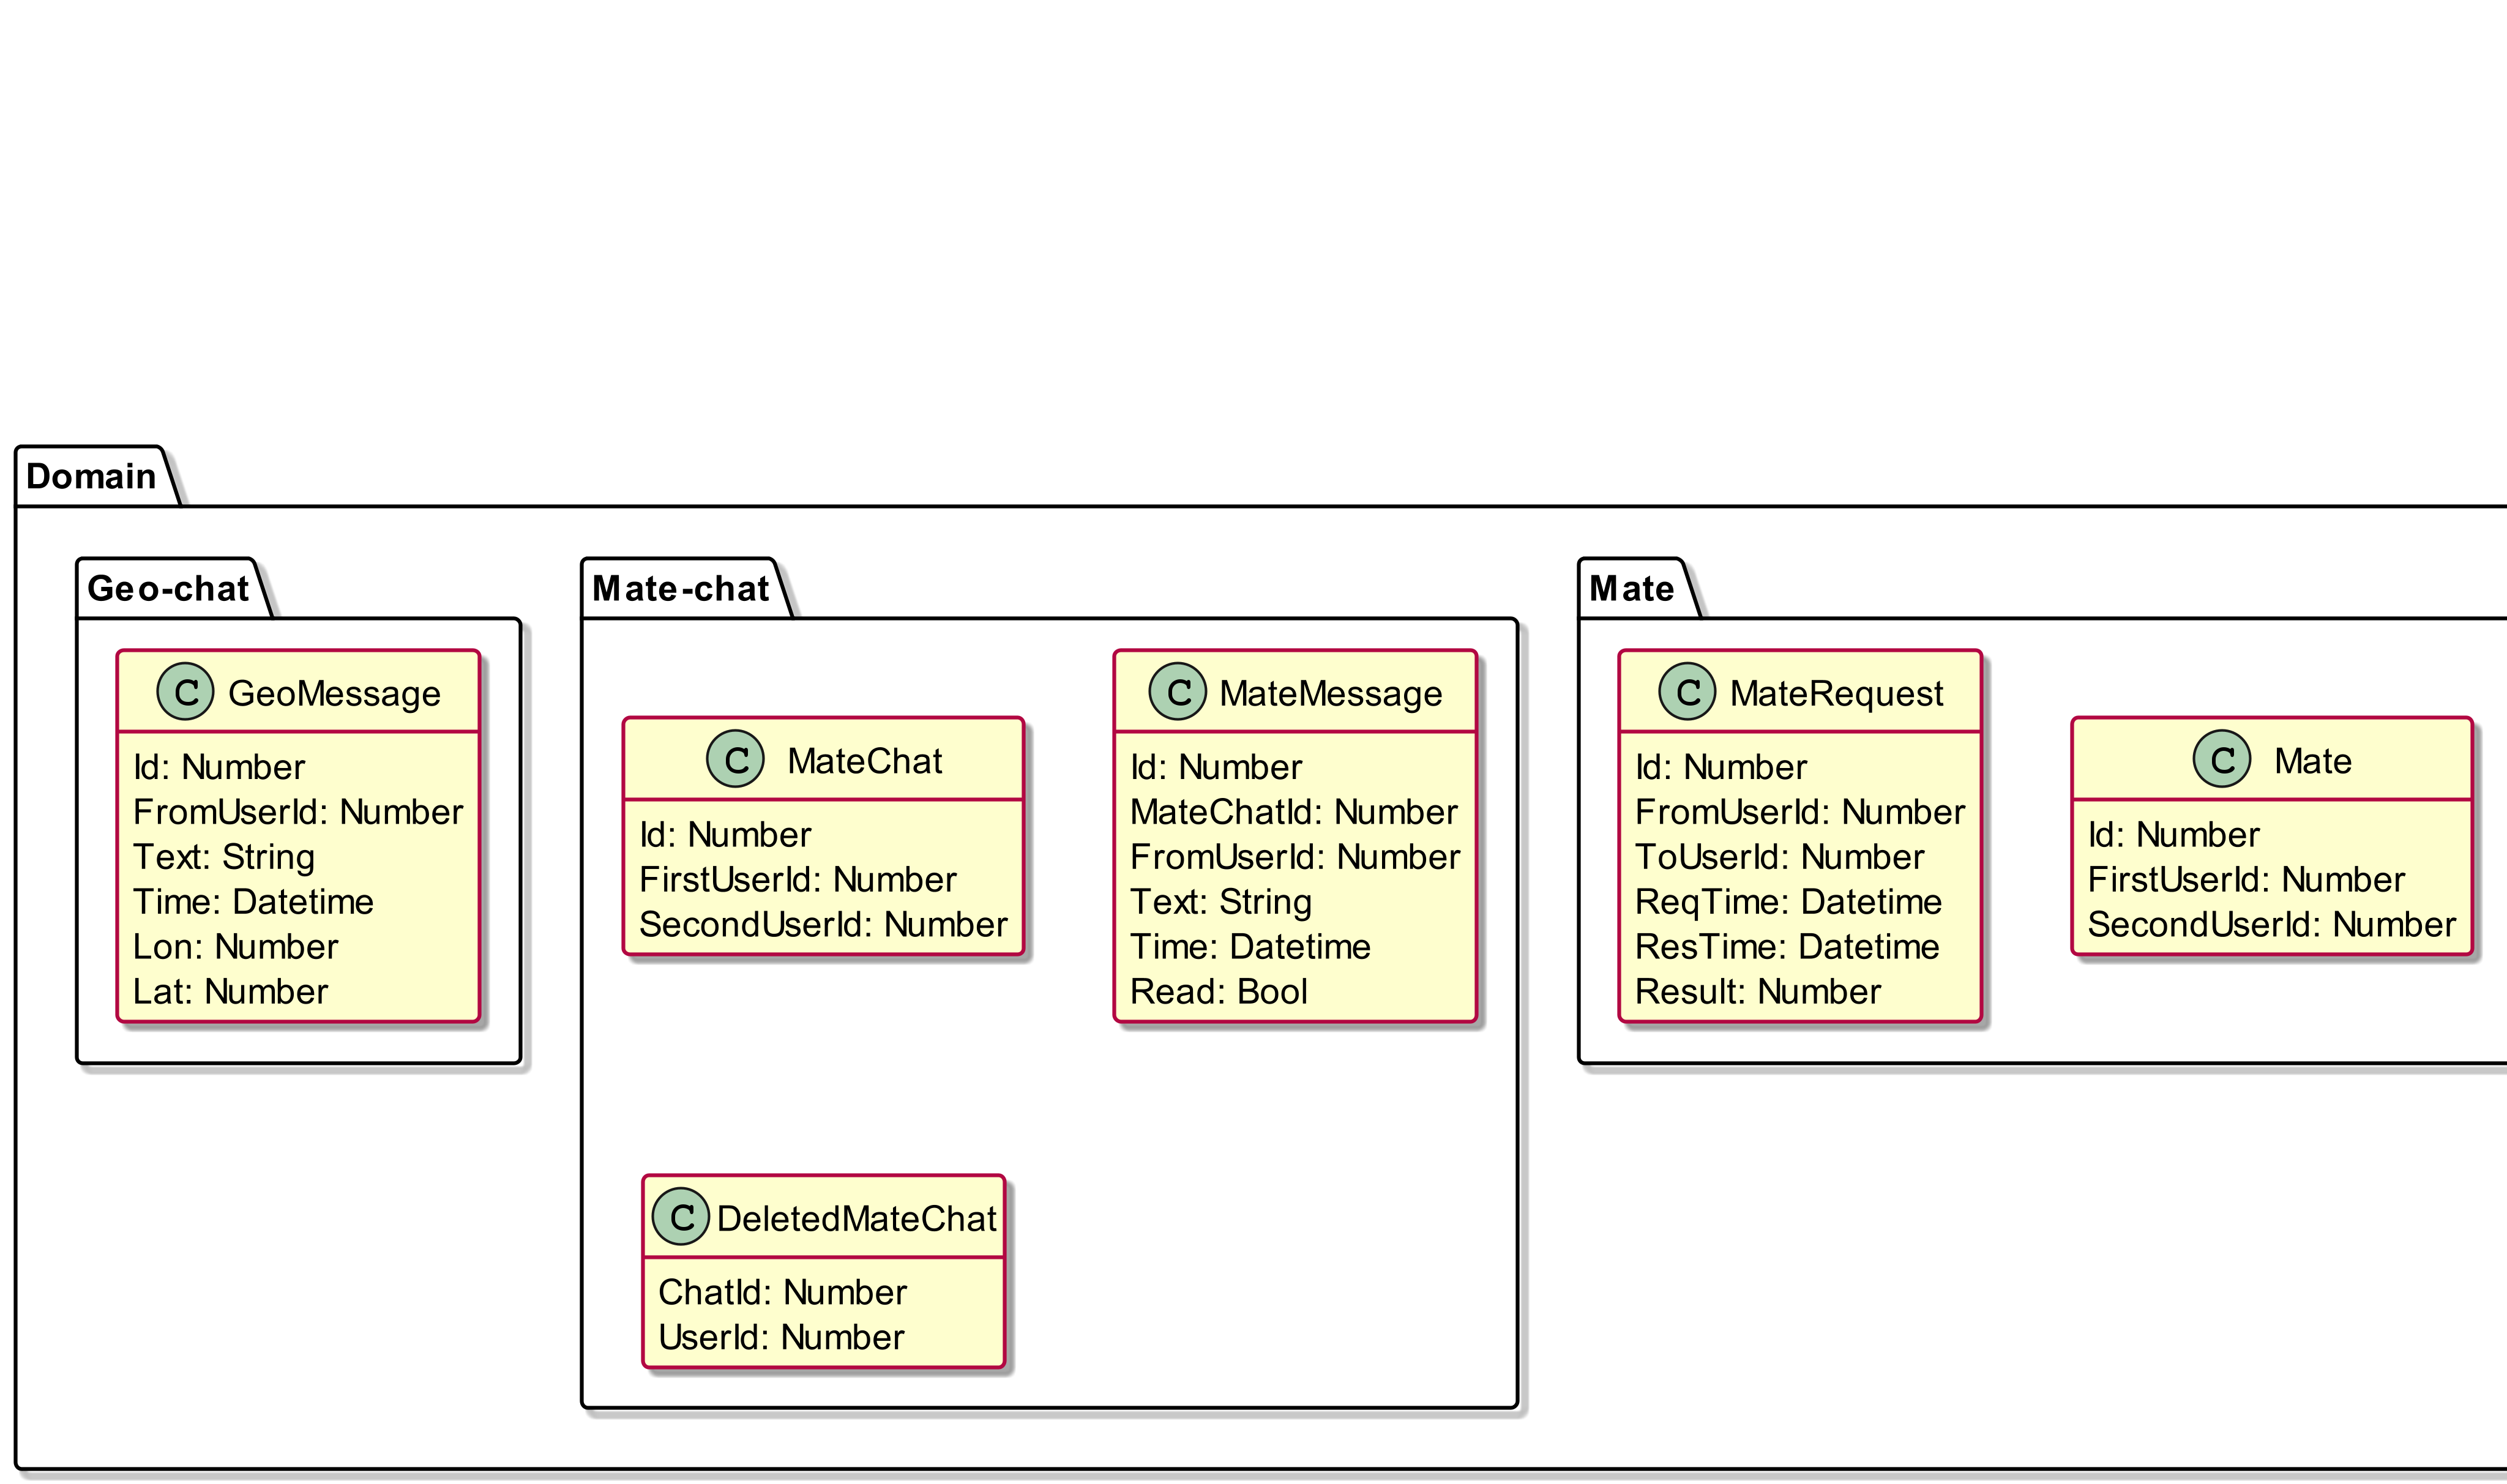 Domain
Geo-chat
C GeoMessage
Id: Number
FromUserId: Number
Text: String
Time: Datetime
Lon: Number
Lat: Number
Mate-chat
C MateChat
Id: Number
FirstUserId: Number
SecondUserId: Number
C MateMessage
Id: Number
MateChatId: Number
FromUserId: Number
Text: String
Time: Datetime
Read: Bool
C DeletedMateChat
ChatId: Number
UserId: Number
Mate
C MateRequest
Id: Number
FromUserId: Number
ToUserId: Number
ReqTime: Datetime
ResTime: Datetime
Result: Number
C Mate
Id: Number
FirstUserId: Number
SecondUserId: Number